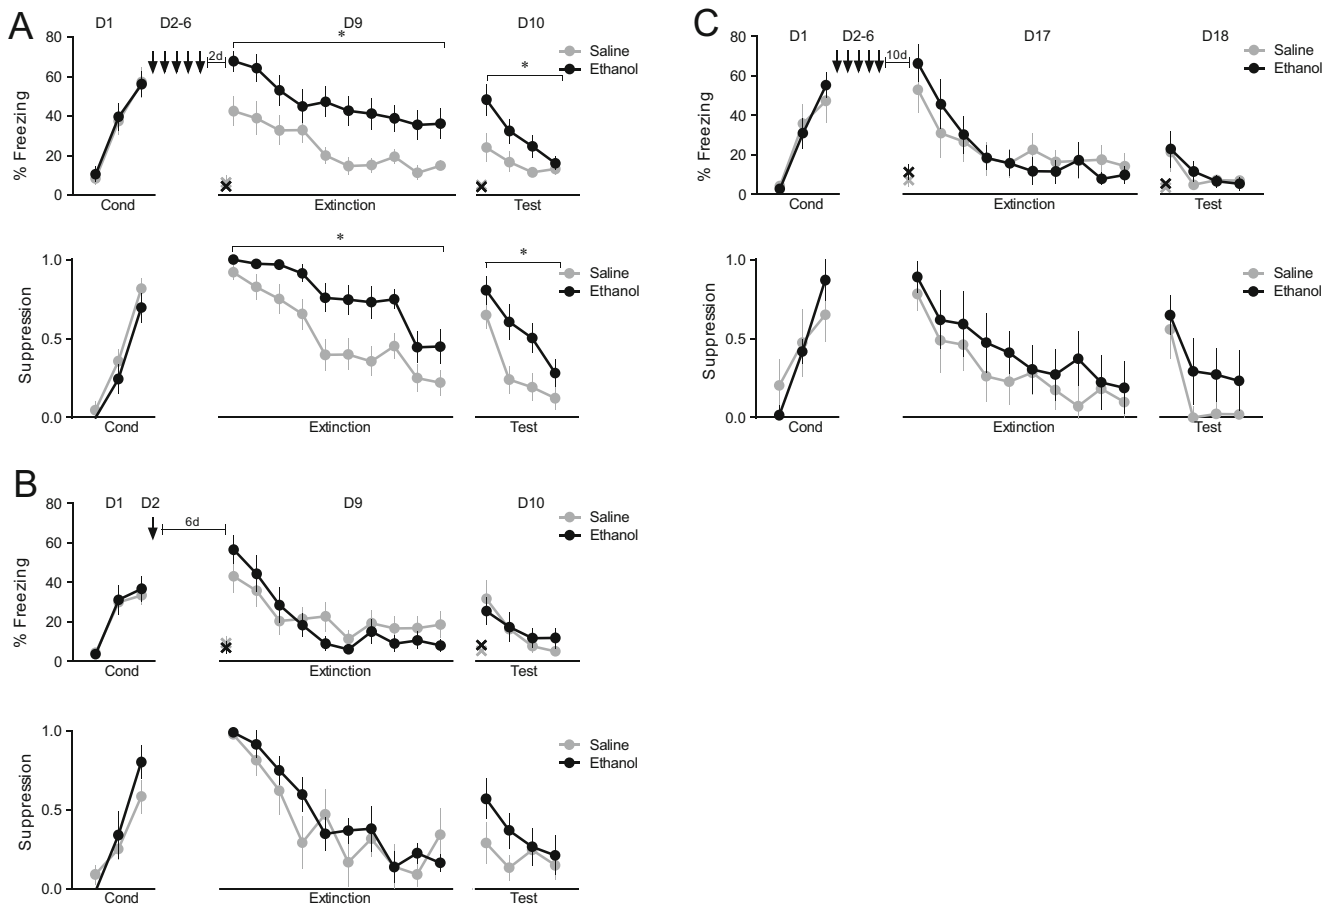 A
D1 D2-6 D9 D10
80
60
40
20
0
% Freezing
2d
*
*
Saline
Ethanol
Cond Extinction Test
1.0
0.5
0.0
Suppression
*
*
Saline
Ethanol
Cond Extinction Test
B
D1 D2 D9 D10
80
60
40
20
0
% Freezing
6d
Saline
Ethanol
Cond Extinction Test
1.0
0.5
0.0
Suppression
Saline
Ethanol
Cond Extinction Test
C
D1 D2-6 D17 D18
80
60
40
20
0
% Freezing
10d
Saline
Ethanol
Cond Extinction Test
1.0
0.5
0.0
Suppression
Saline
Ethanol
Cond Extinction Test